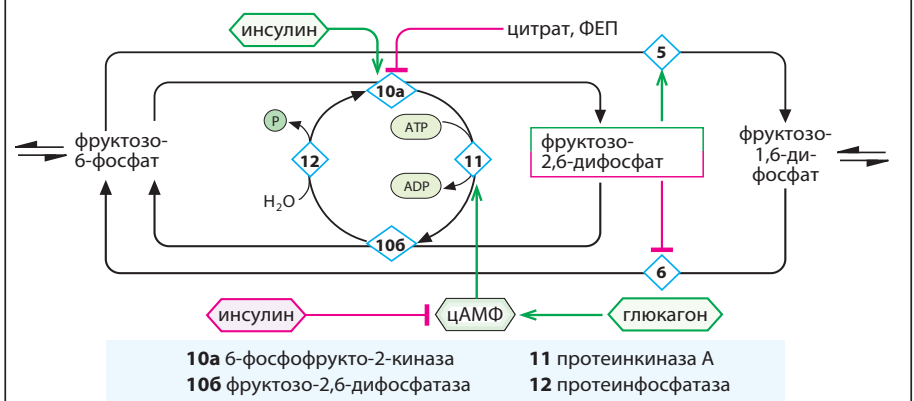 инсулин
цитрат, ФЕП
5
10а
P
ATP
фруктозо-
6-фосфат
12
11
фруктозо-
2,6-дифосфат
фруктозо-
1,6-ди-
фосфат
ADP
H₂O
10б
6
инсулин
цАМФ
глюкагон
10а 6-фосфофрукто-2-киназа
11 протеинкиназа А
10б фруктозо-2,6-дифосфатаза
12 протеинфосфатаза